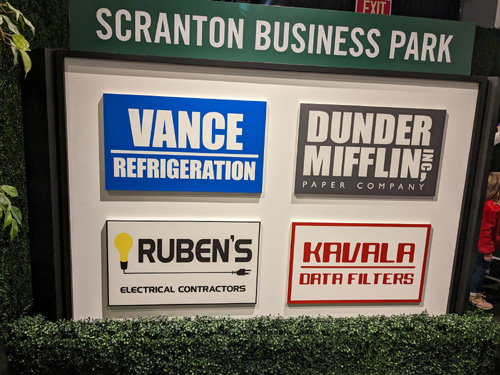 EXIT
SCRANTON BUSINESS PARK
VANCE
REFRIGERATION
DUNDER
MIFFLIN INC,
PAPER COMPANY
RUBEN'S
ELECTRICAL CONTRACTORS
KAVALA
DATA FILTERS